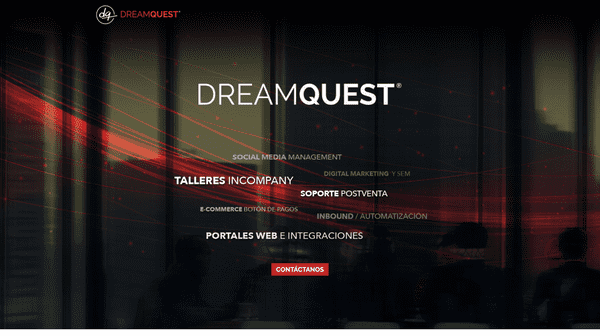 dq DREAMQUEST®
DREAMQUEST®
SOCIAL MEDIA MANAGEMENT
DIGITAL MARKETING Y SEM
TALLERES INCOMPANY
SOPORTE POSTVENTA
E-COMMERCE BOTÓN DE PAGOS
INBOUND / AUTOMATIZACIÓN
PORTALES WEB E INTEGRACIONES
CONTÁCTANOS